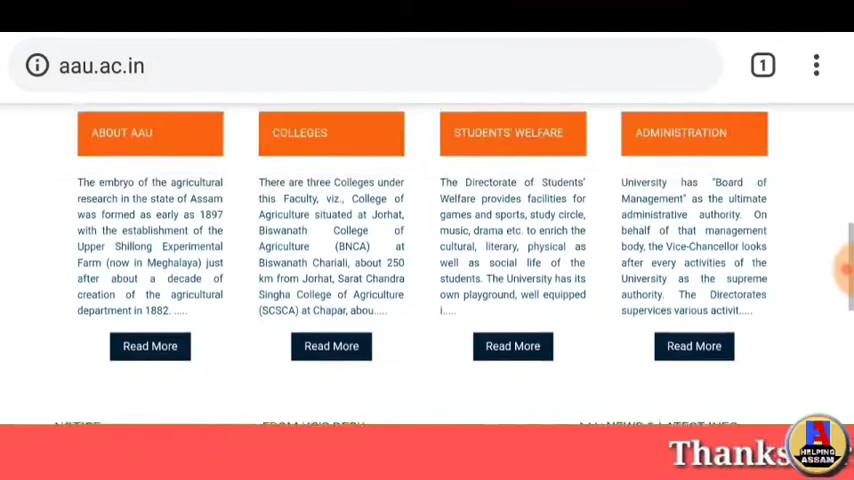 aau.ac.in
1
ABOUT AAU
The embryo of the agricultural
research in the state of Assam
was formed as early as 1897
with the establishment of the
Upper Shillong Experimental
Farm (now in Meghalaya) just
after about a decade of
creation of the agricultural
department in 1882. .....
Read More
COLLEGES
There are three Colleges under
this Faculty, viz., College of
Agriculture situated at Jorhat,
Biswanath College of
Agriculture (BNCA) at
Biswanath Chariali, about 250
km from Jorhat, Sarat Chandra
Singha College of Agriculture
(SCSCA) at Chapar, abou.....
Read More
STUDENTS' WELFARE
The Directorate of Students'
Welfare provides facilities for
games and sports, study circle,
music, drama etc. to enrich the
cultural, literary, physical as
well as social life of the
students. The University has its
own playground, well equipped
i.....
Read More
ADMINISTRATION
University has "Board of
Management" as the ultimate
administrative authority. On
behalf of that management
body, the Vice-Chancellor looks
after every activities of the
University as the supreme
authority. The Directorates
supervices various activit.....
Read More
Thanks
HELPING
ASSAM